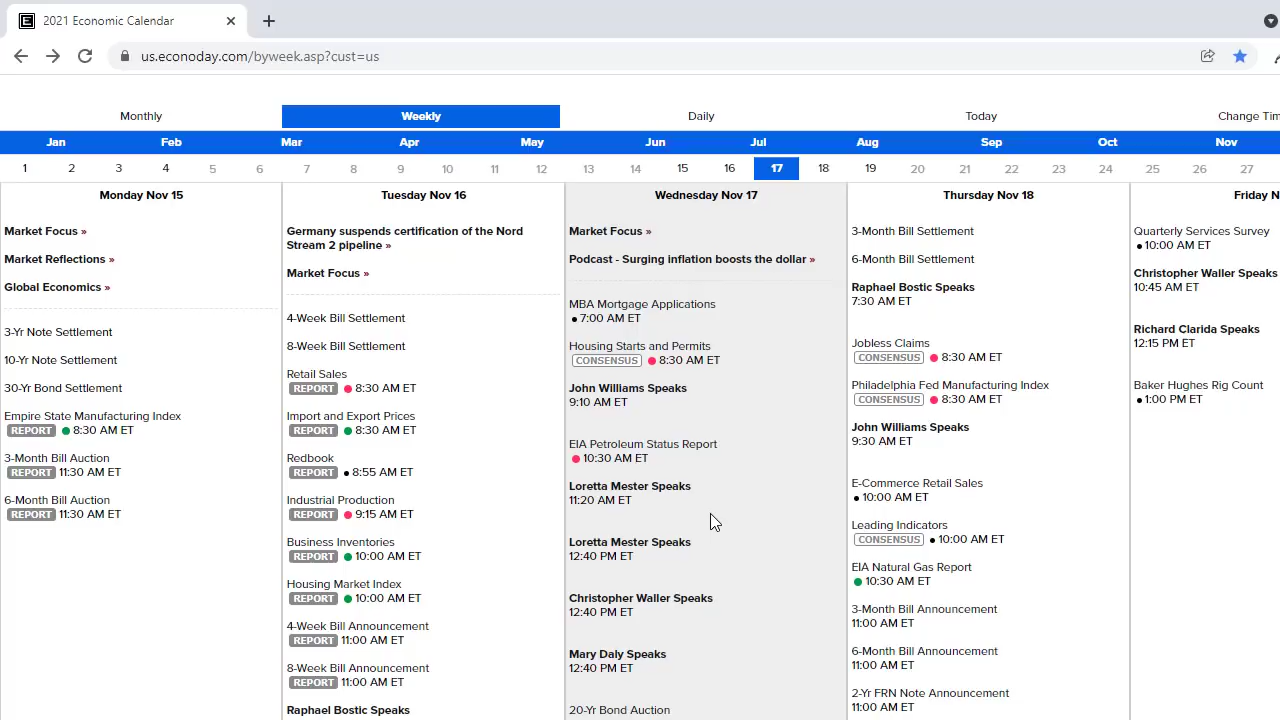 2021 Economic Calendar
us.econoday.com/byweek.asp?cust=us
Monthly Weekly Daily Today Change Tim
Jan Feb Mar Apr May Jun Jul Aug Sep Oct Nov
1 2 3 4 5 6 7 8 9 10 11 12 13 14 15 16 17 18 19 20 21 22 23 24 25 26 27
Monday Nov 15
Market Focus »
Market Reflections »
Global Economics »
3-Yr Note Settlement
10-Yr Note Settlement
30-Yr Bond Settlement
Empire State Manufacturing Index
REPORT 8:30 AM ET
3-Month Bill Auction
REPORT 11:30 AM ET
6-Month Bill Auction
REPORT 11:30 AM ET
Tuesday Nov 16
Germany suspends certification of the Nord
Stream 2 pipeline »
Market Focus »
4-Week Bill Settlement
8-Week Bill Settlement
Retail Sales
REPORT 8:30 AM ET
Import and Export Prices
REPORT 8:30 AM ET
Redbook
REPORT 8:55 AM ET
Industrial Production
REPORT 9:15 AM ET
Business Inventories
REPORT 10:00 AM ET
Housing Market Index
REPORT 10:00 AM ET
4-Week Bill Announcement
REPORT 11:00 AM ET
8-Week Bill Announcement
REPORT 11:00 AM ET
Raphael Bostic Speaks
Wednesday Nov 17
Market Focus »
Podcast - Surging inflation boosts the dollar »
MBA Mortgage Applications
7:00 AM ET
Housing Starts and Permits
CONSENSUS 8:30 AM ET
John Williams Speaks
9:10 AM ET
EIA Petroleum Status Report
10:30 AM ET
Loretta Mester Speaks
11:20 AM ET
Loretta Mester Speaks
12:40 PM ET
Christopher Waller Speaks
12:40 PM ET
Mary Daly Speaks
12:40 PM ET
20-Yr Bond Auction
Thursday Nov 18
3-Month Bill Settlement
6-Month Bill Settlement
Raphael Bostic Speaks
7:30 AM ET
Jobless Claims
CONSENSUS 8:30 AM ET
Philadelphia Fed Manufacturing Index
CONSENSUS 8:30 AM ET
John Williams Speaks
9:30 AM ET
E-Commerce Retail Sales
10:00 AM ET
Leading Indicators
CONSENSUS 10:00 AM ET
EIA Natural Gas Report
10:30 AM ET
3-Month Bill Announcement
11:00 AM ET
6-Month Bill Announcement
11:00 AM ET
2-Yr FRN Note Announcement
11:00 AM ET
Friday N
Quarterly Services Survey
10:00 AM ET
Christopher Waller Speaks
10:45 AM ET
Richard Clarida Speaks
12:15 PM ET
Baker Hughes Rig Count
1:00 PM ET